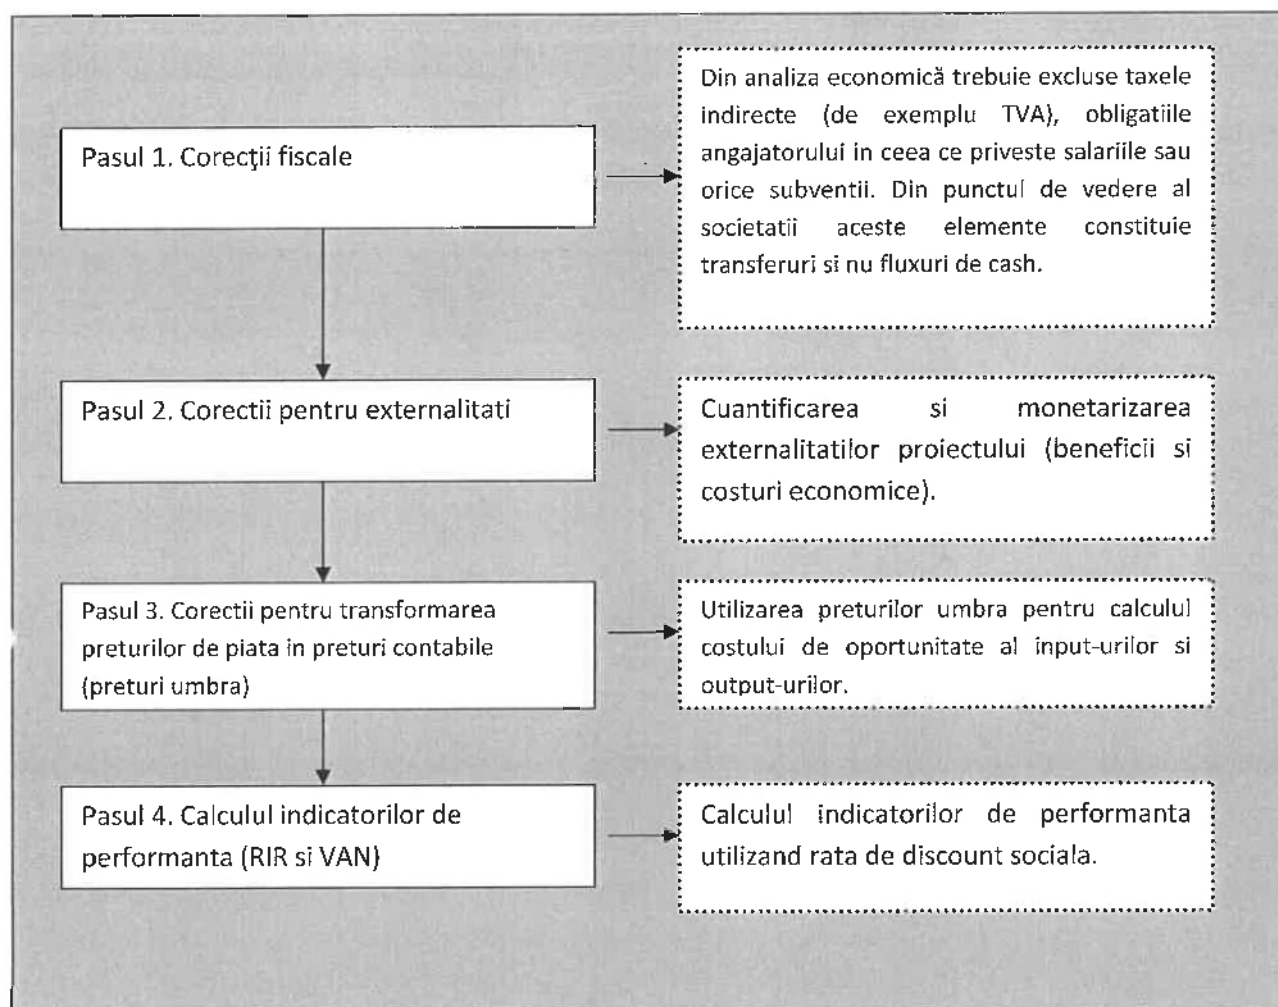 Pasul 1. Corecţii fiscale
Din analiza economică trebuie excluse taxele
indirecte (de exemplu TVA), obligatiile
angajatorului in ceea ce priveste salariile sau
orice subventii. Din punctul de vedere al
societatii aceste elemente constituie
transferuri si nu fluxuri de cash.
Pasul 2. Corectii pentru externalitati
Cuantificarea si monetarizarea
externalitatilor proiectului (beneficii si
costuri economice).
Pasul 3. Corectii pentru transformarea
preturilor de piata in preturi contabile
(preturi umbra)
Utilizarea preturilor umbra pentru calculul
costului de oportunitate al input-urilor si
output-urilor.
Pasul 4. Calculul indicatorilor de
performanta (RIR si VAN)
Calculul indicatorilor de performanta
utilizand rata de discount sociala.